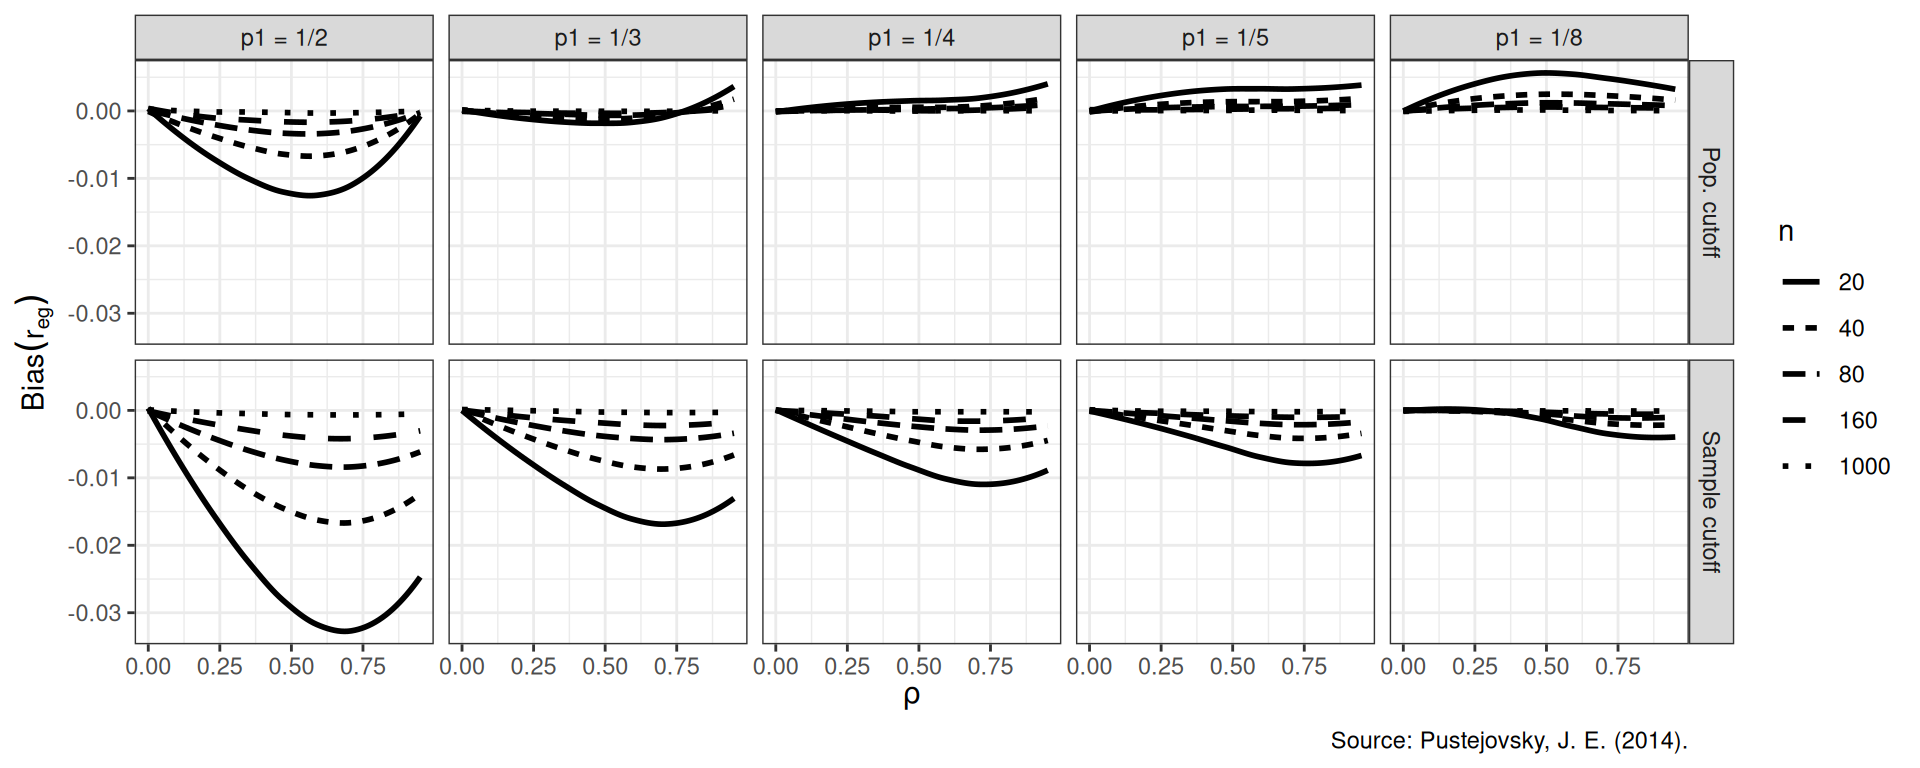 p1 = 1/2 p1 = 1/3 p1 = 1/4 p1 = 1/5 p1 = 1/8
0.00
-0.01
-0.02
-0.03
Pop. cutoff
Bias(r_eg)
0.00
-0.01
-0.02
-0.03
Sample cutoff
0.00 0.25 0.50 0.75 0.00 0.25 0.50 0.75 0.00 0.25 0.50 0.75 0.00 0.25 0.50 0.75 0.00 0.25 0.50 0.75
ρ
n
20
40
80
160
1000
Source: Pustejovsky, J. E. (2014).